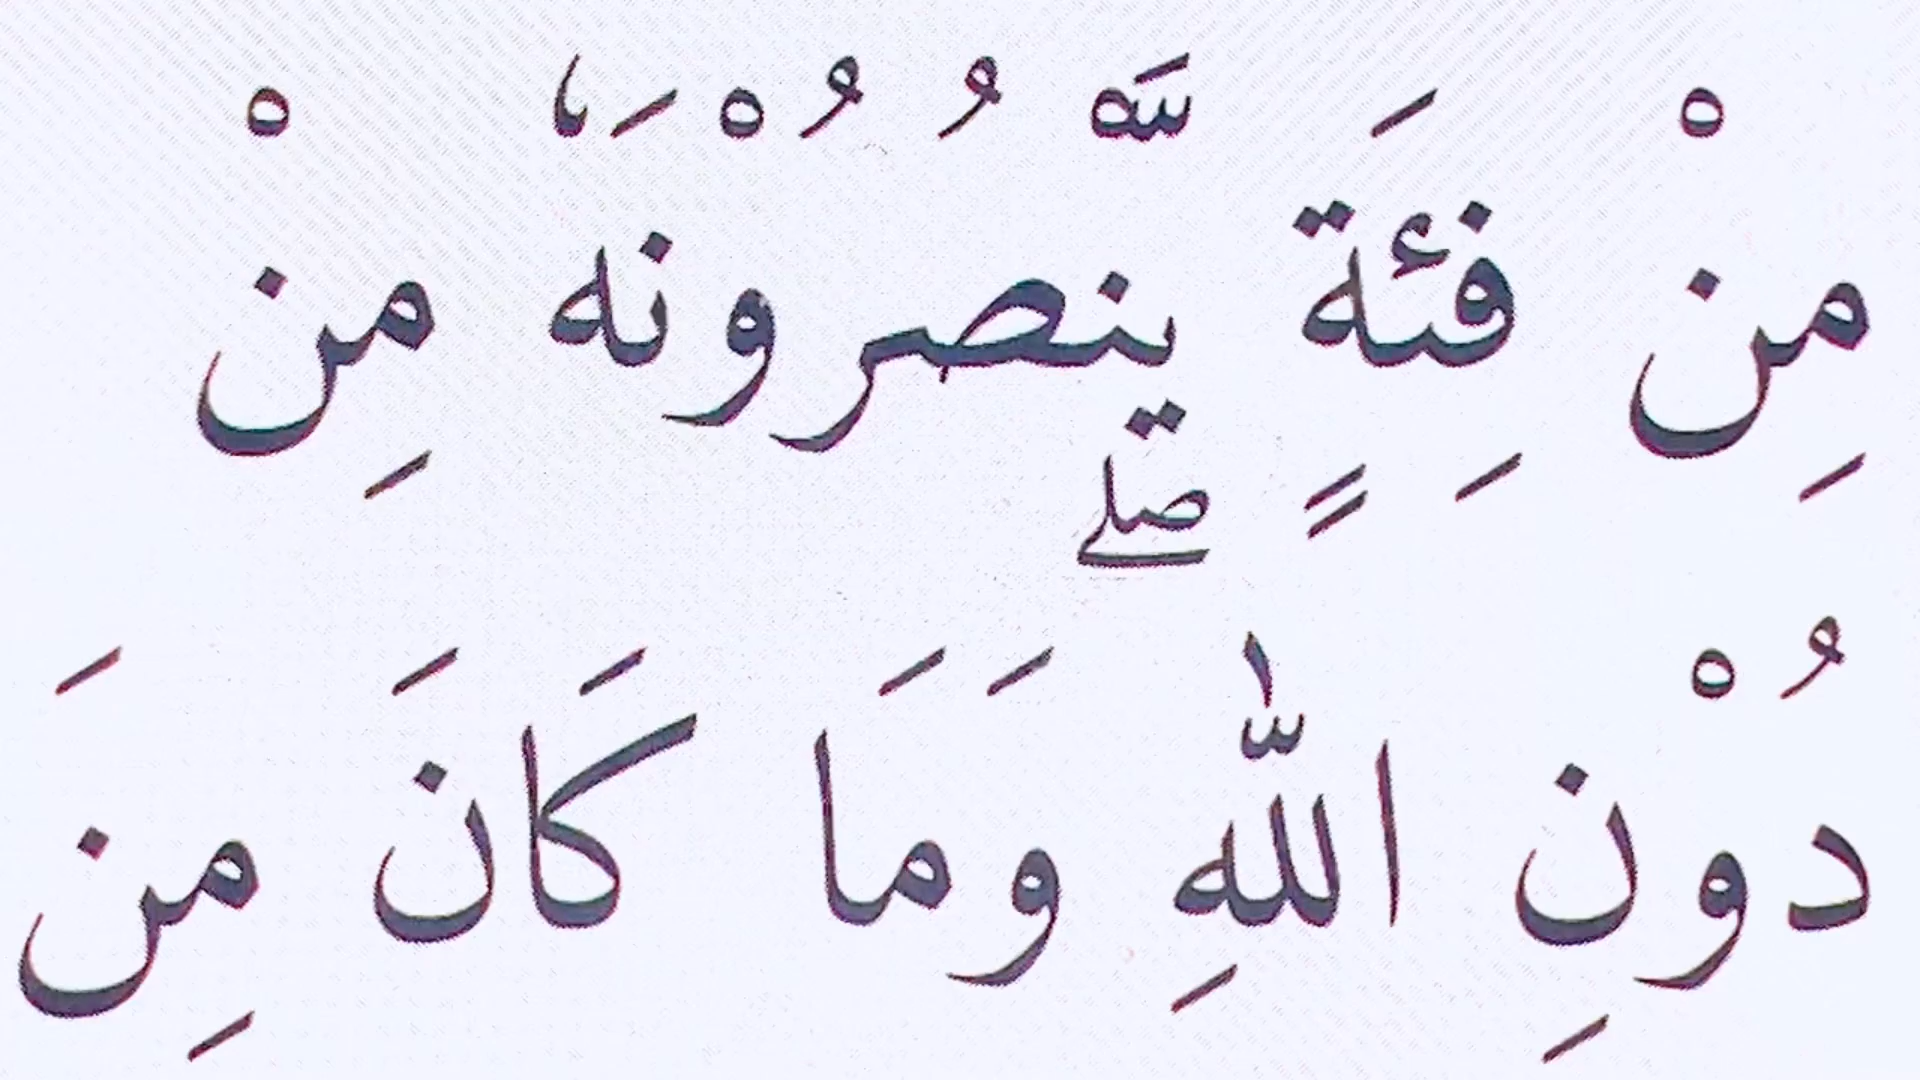 مِنْ فِئَةٍ يَّنْصُرُوْنَهٗ مِنْ
دُوْنِ اللّٰهِ ۖ وَمَا كَانَ مِنَ